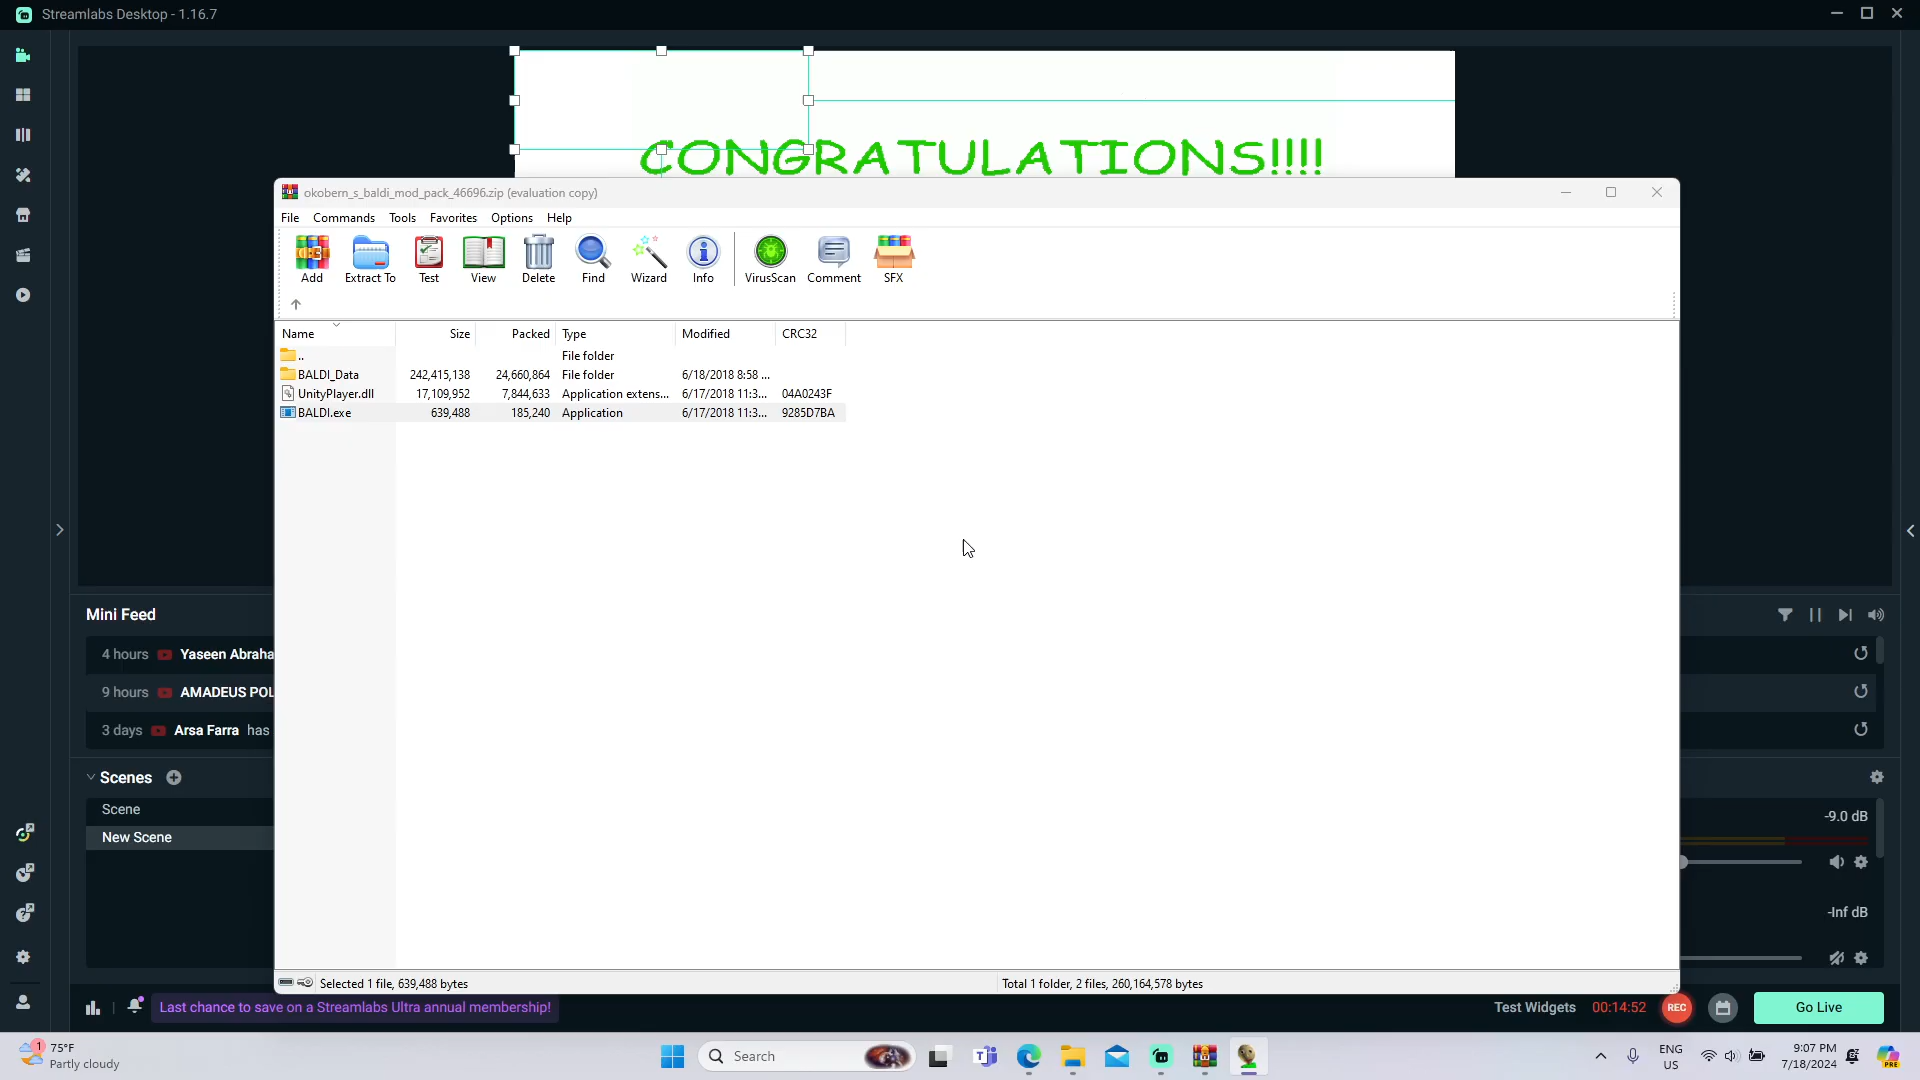 Streamlabs Desktop - 1.16.7
CONGRATULATIONS!!!!
okobern_s_baldi_mod_pack_46696.zip (evaluation copy)
File Commands Tools Favorites Options Help
Add Extract To Test View Delete Find Wizard Info VirusScan Comment SFX
Name Size Packed Type Modified CRC32
.. File folder
BALDI_Data 242,415,138 24,660,864 File folder 6/18/2018 8:58 ...
UnityPlayer.dll 17,109,952 7,844,633 Application extens... 6/17/2018 11:3... 04A0243F
BALDI.exe 639,488 185,240 Application 6/17/2018 11:3... 9285D7BA
Mini Feed
4 hours Yaseen Abraha
9 hours AMADEUS POL
3 days Arsa Farra has
Scenes
Scene
-9.0 dB
New Scene
-Inf dB
Selected 1 file, 639,488 bytes Total 1 folder, 2 files, 260,164,578 bytes
Last chance to save on a Streamlabs Ultra annual membership! Test Widgets 00:14:52 REC Go Live
1 75°F
Partly cloudy
Search
ENG
US
9:07 PM
7/18/2024
PRE